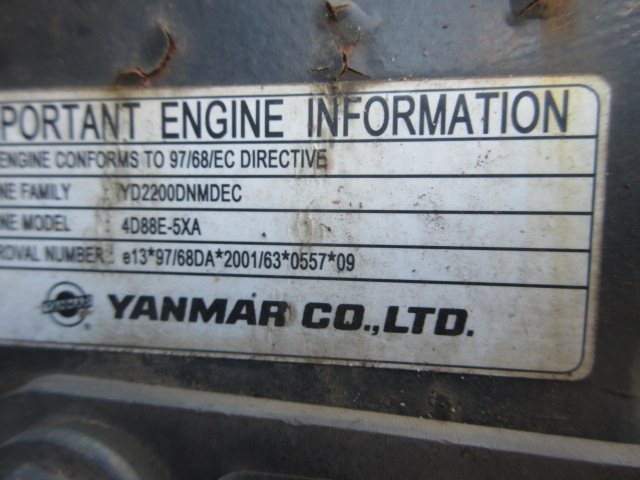 PORTANT ENGINE INFORMATION
ENGINE CONFORMS TO 97/68/EC DIRECTIVE
NE FAMILY : YD2200DNMDEC
NE MODEL : 4D88E-5XA
ROVAL NUMBER : e13*97/68DA*2001/63*0557*09
® YANMAR CO.,LTD.